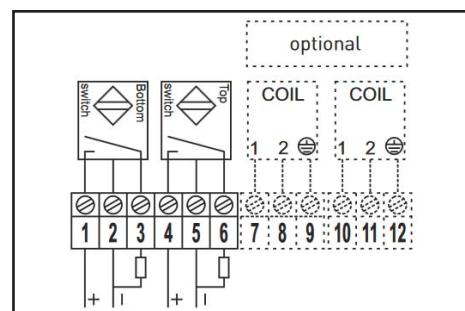 optional
Bottom switch
Top switch
COIL COIL
1 2 1 2
1 2 3 4 5 6 7 8 9 10 11 12
+ − + −